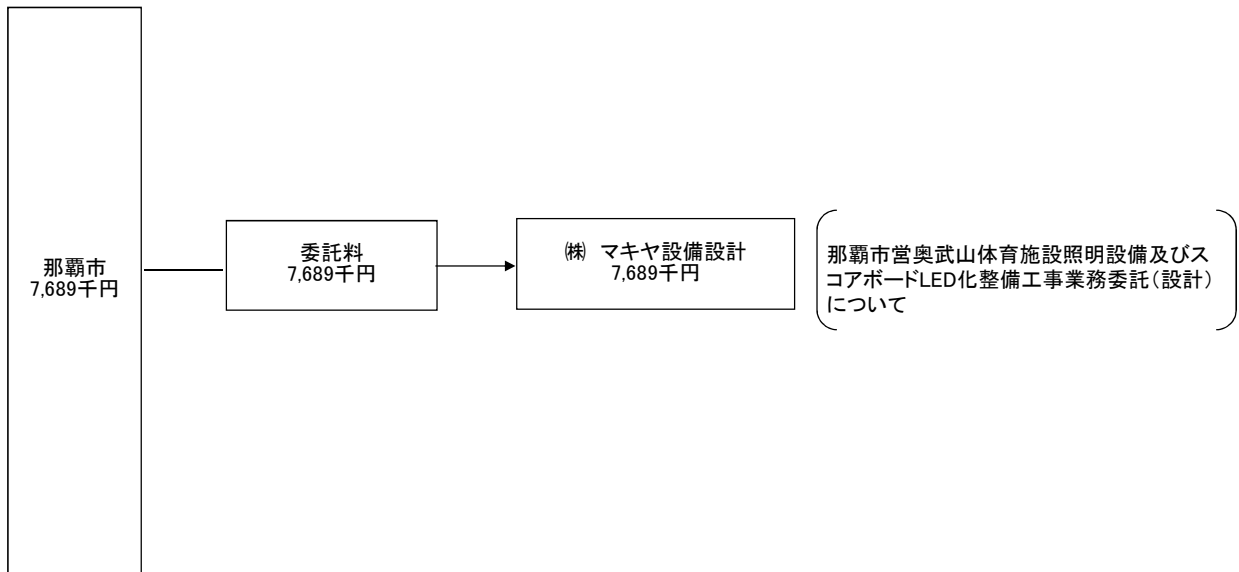 那覇市
7,689千円
委託料
7,689千円
㈱ マキヤ設備設計
7,689千円
那覇市営奥武山体育施設照明設備及びス
コアボードLED化整備工事業務委託(設計)
について